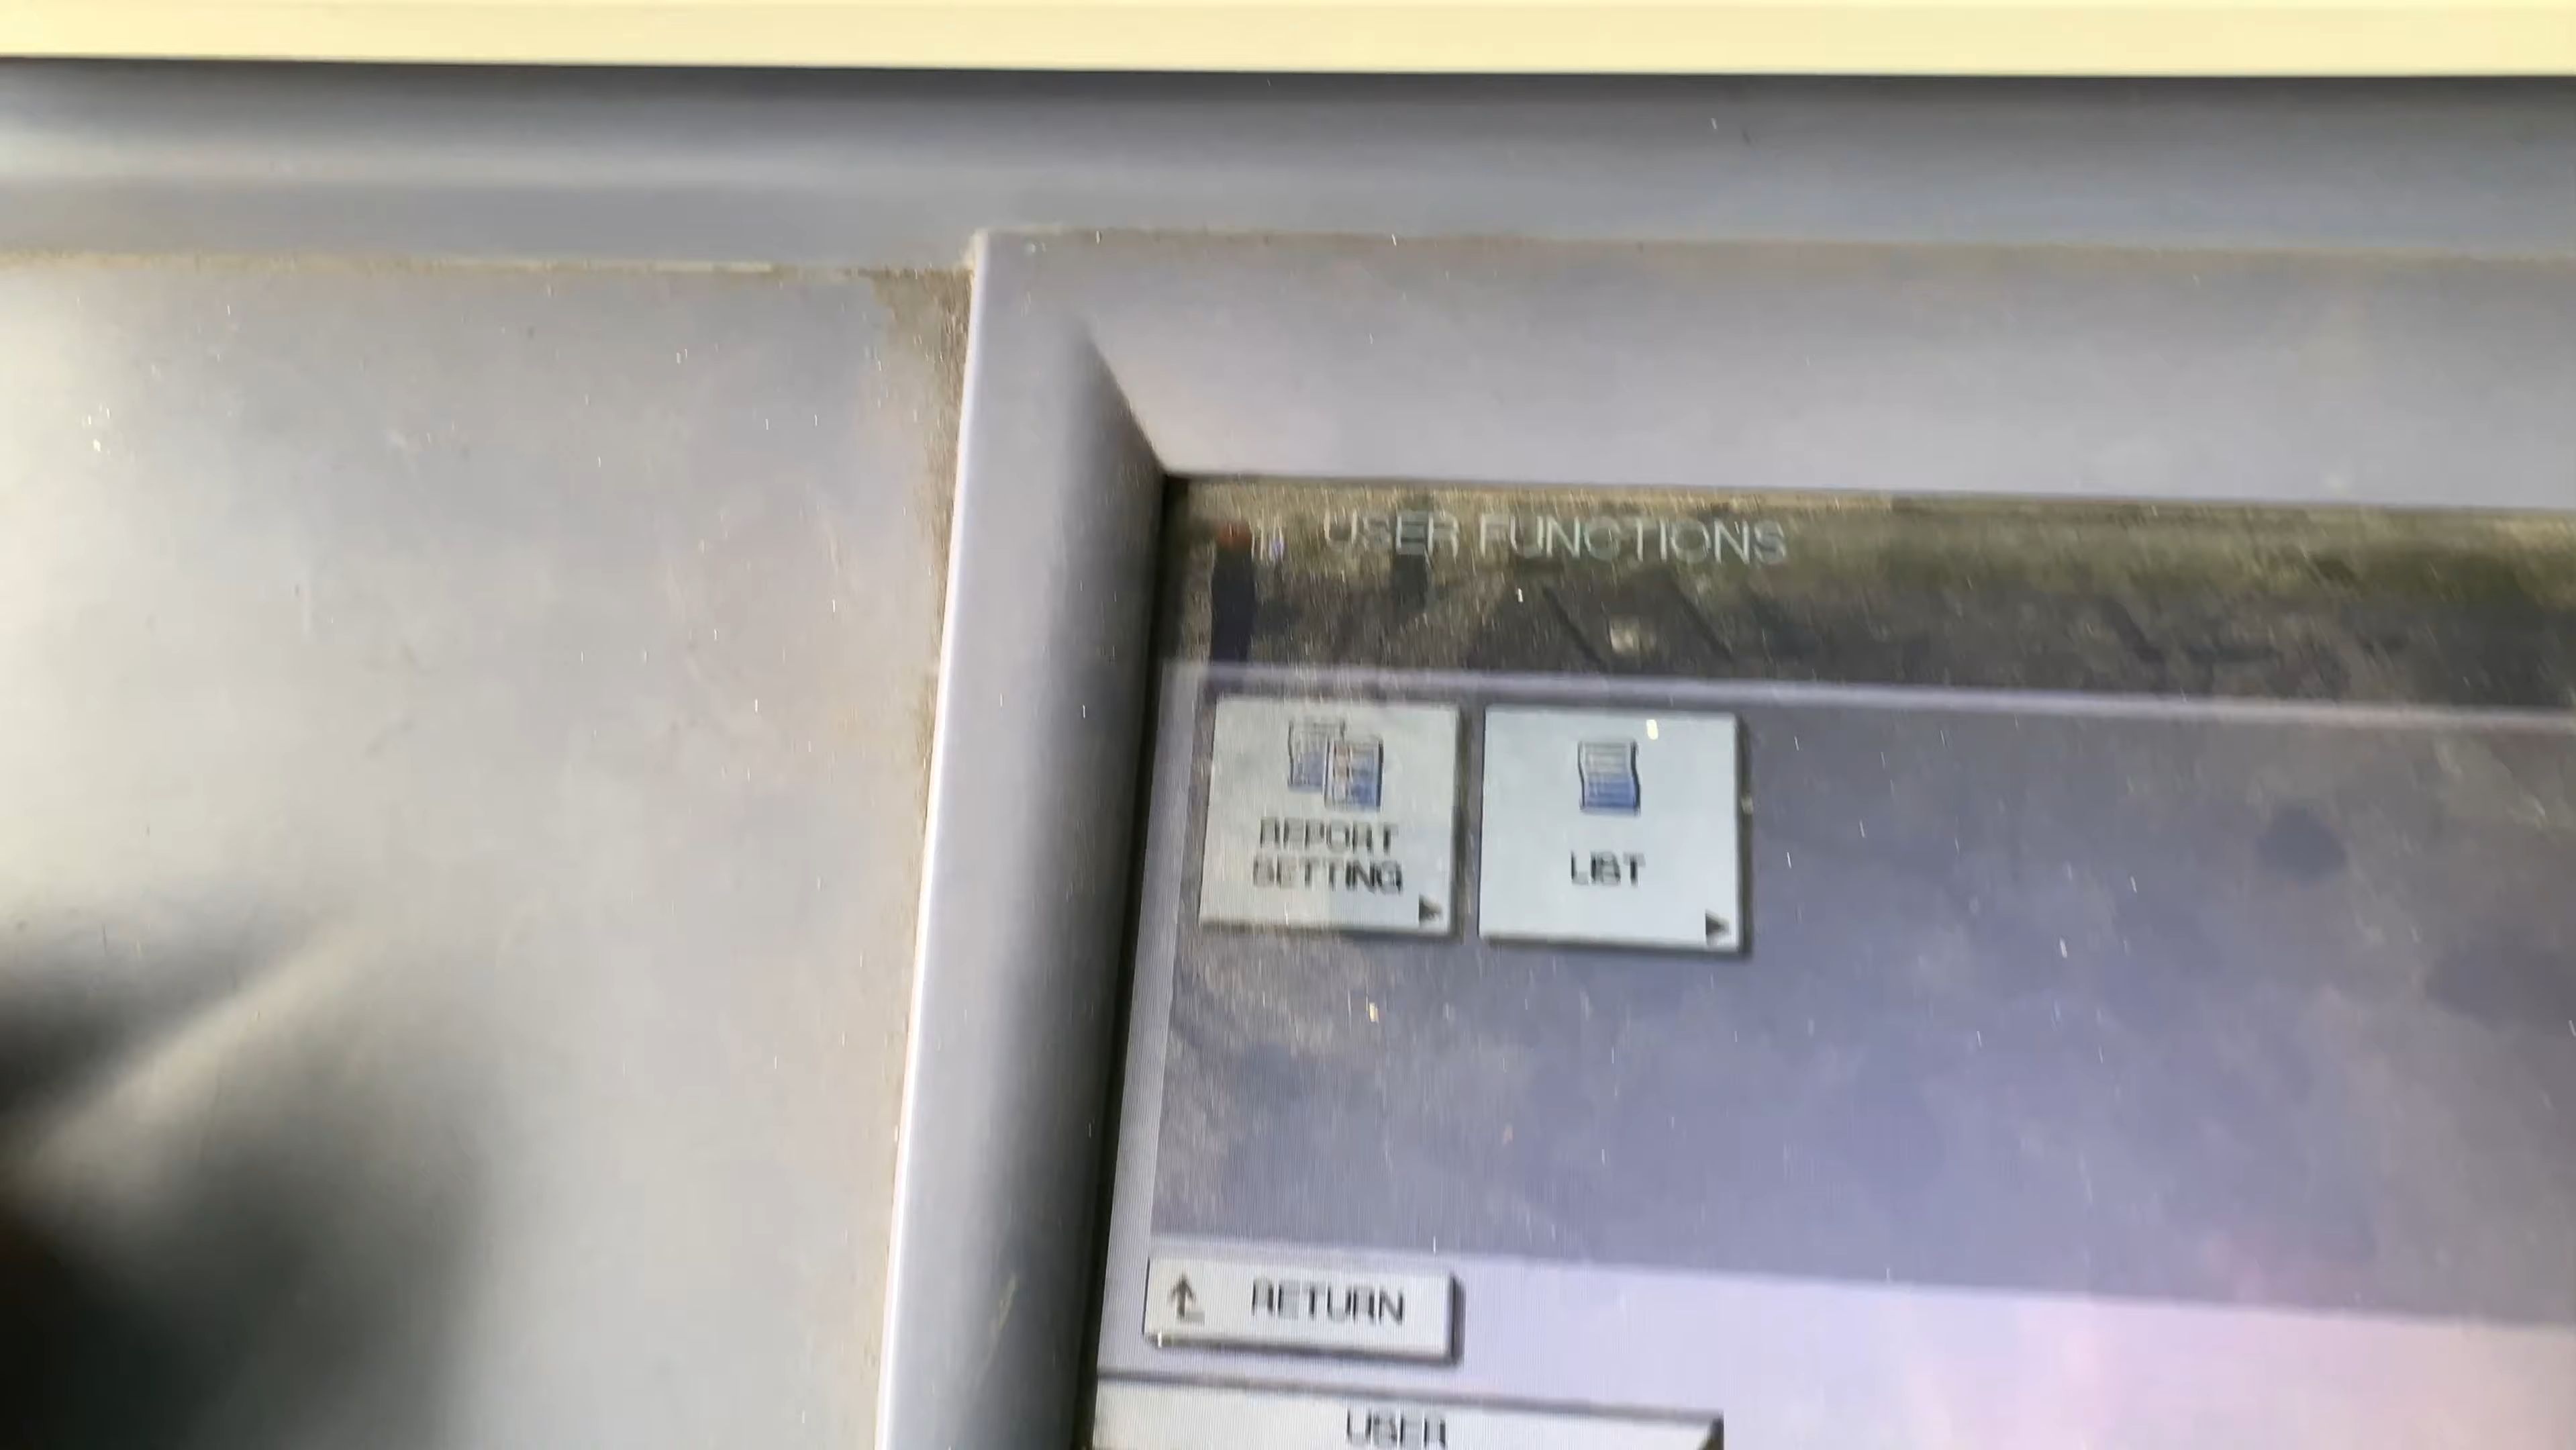 USER FUNCTIONS
REPORT
SETTING
LIST
RETURN
USER